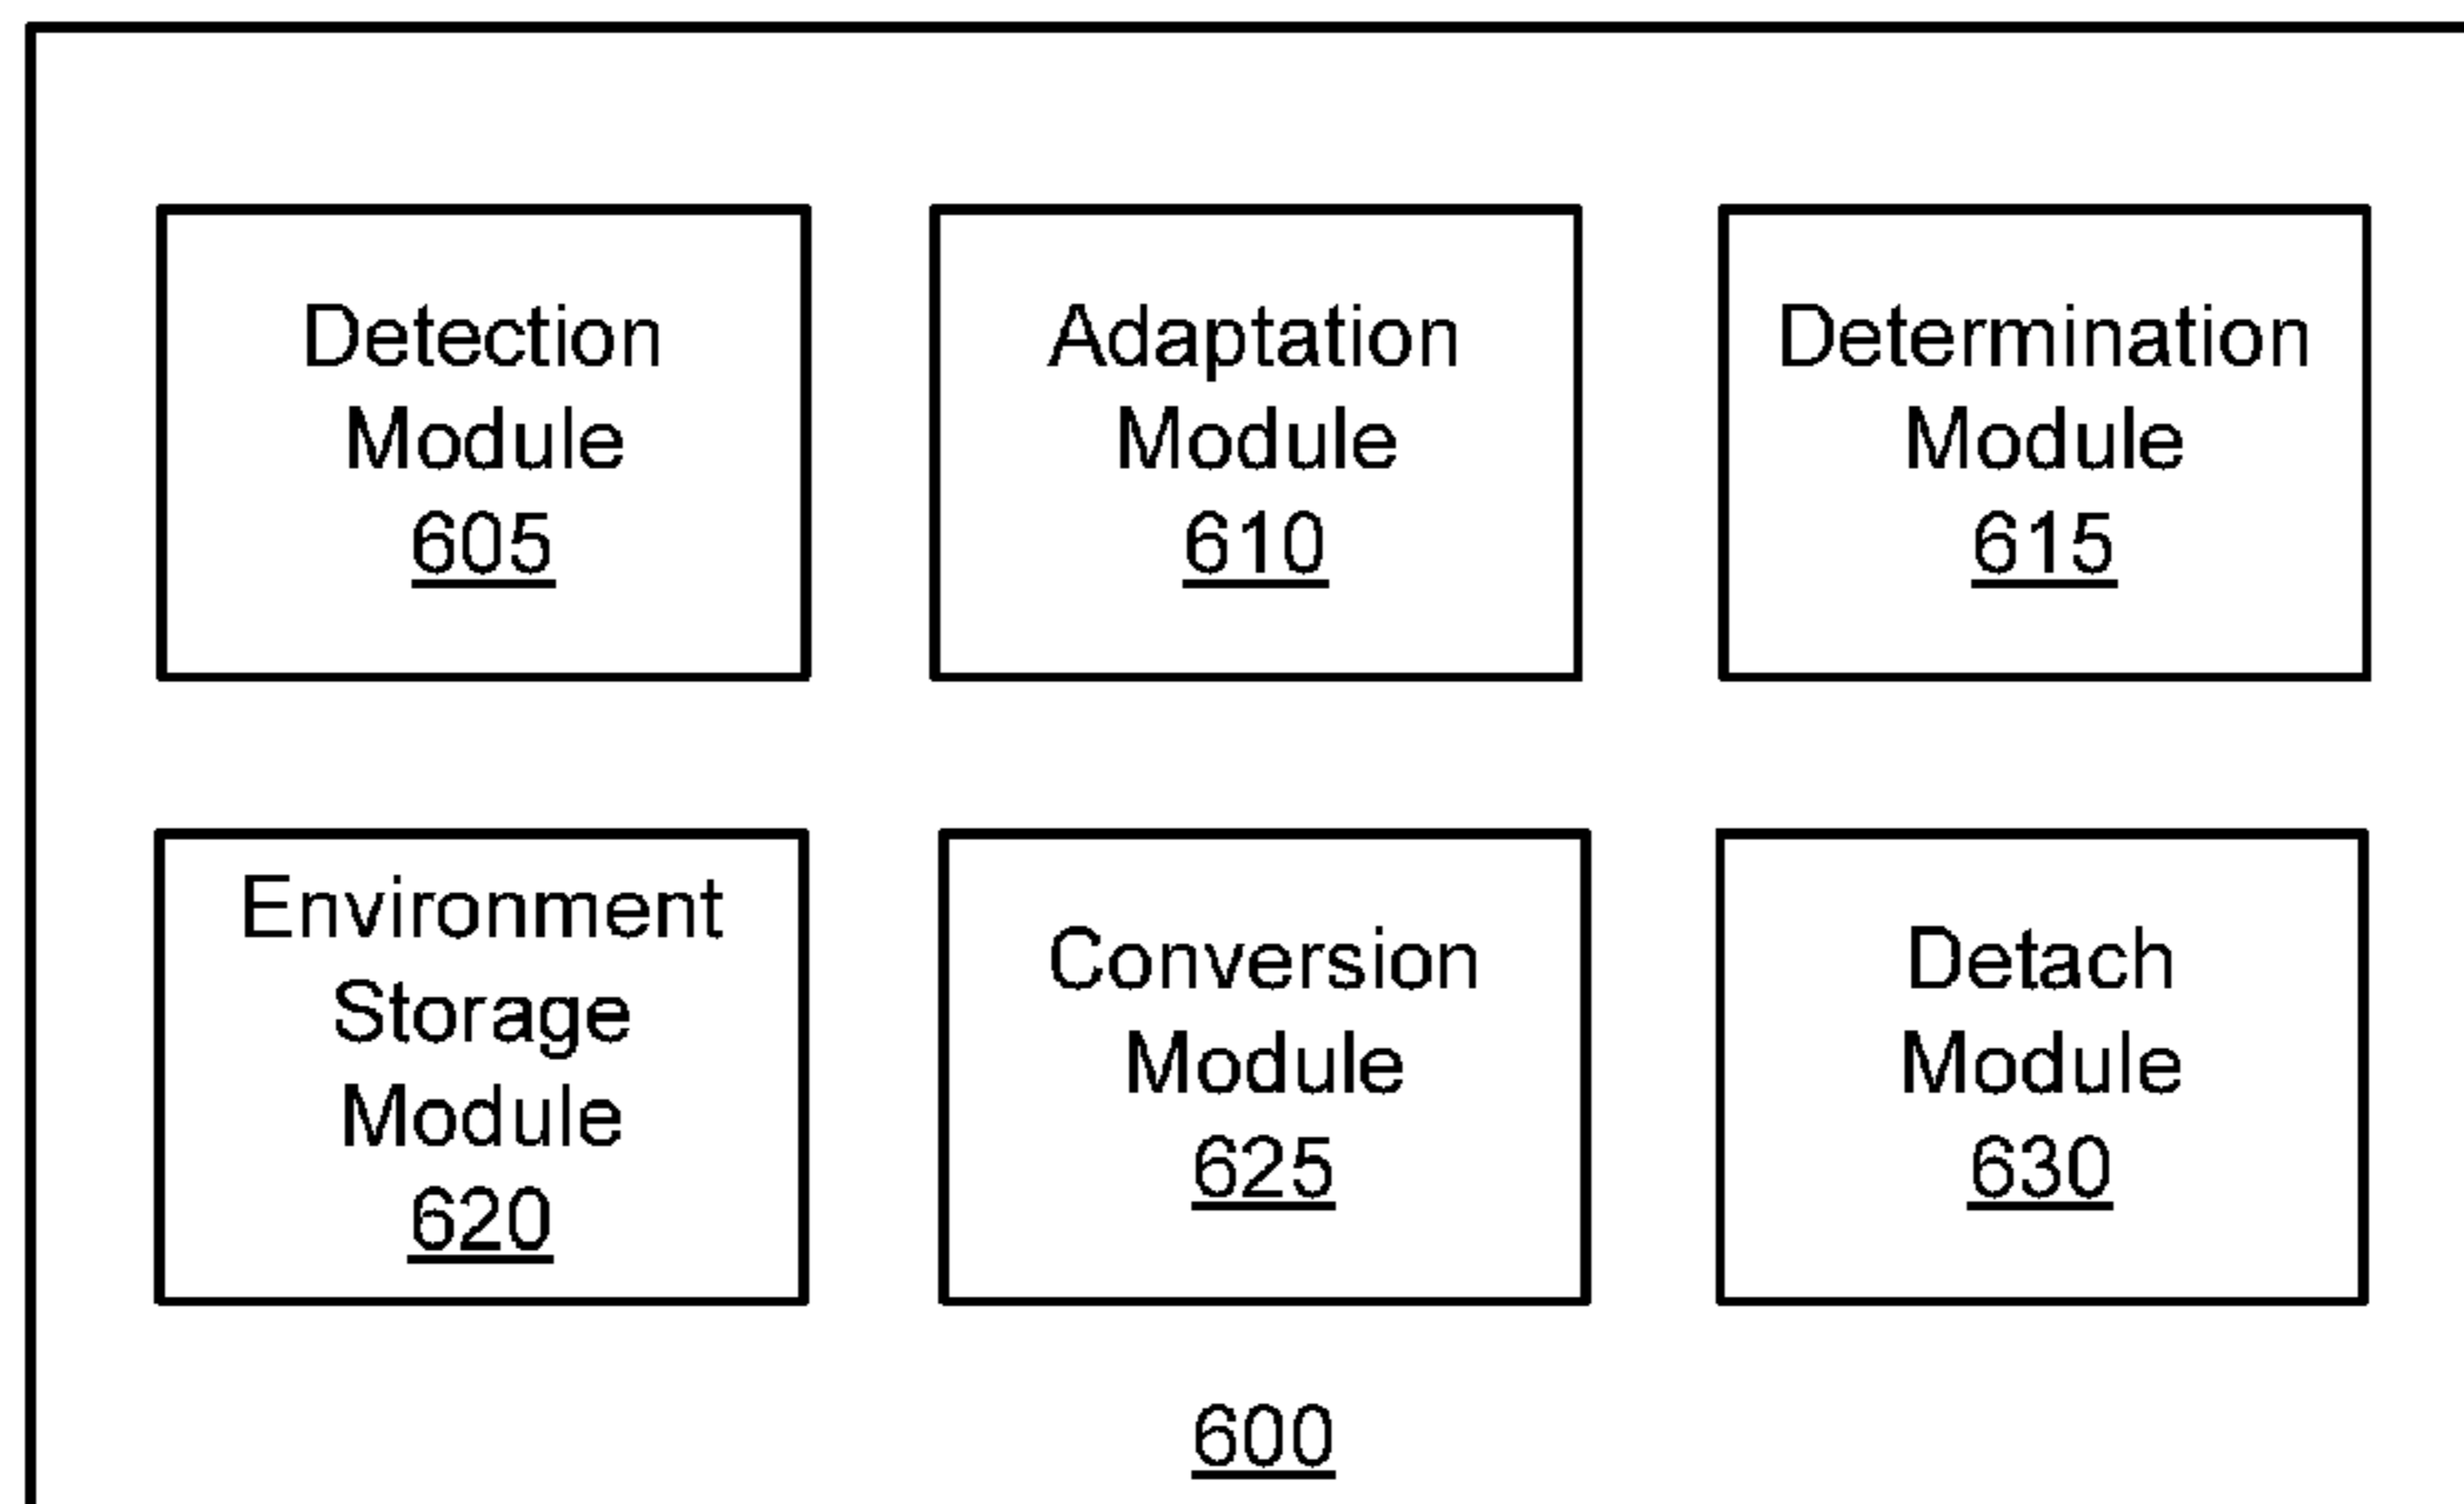 Detection
Module
605
Adaptation
Module
610
Determination
Module
615
Environment
Storage
Module
620
Conversion
Module
625
Detach
Module
630
600